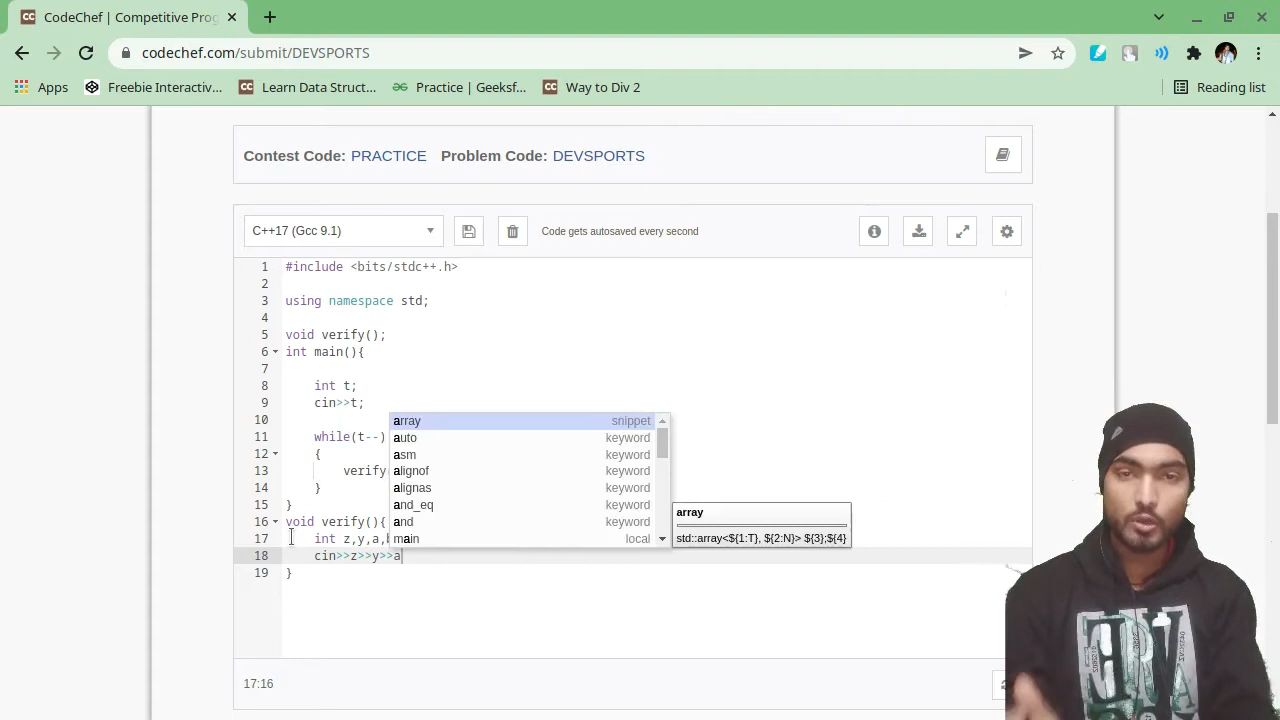 CodeChef | Competitive Prog
codechef.com/submit/DEVSPORTS
Apps Freebie Interactiv... Learn Data Struct... Practice | Geeksf... Way to Div 2 Reading list
Contest Code: PRACTICE Problem Code: DEVSPORTS
C++17 (Gcc 9.1) Code gets autosaved every second
1 #include <bits/stdc++.h>
2
3 using namespace std;
4
5 void verify();
6 int main(){
7
8 int t;
9 cin>>t;
10
11 while(t--)
12 {
13 verify
14 }
15 }
16 void verify(){
17 int z,y,a,
18 cin>>z>>y>>a
19 }
array snippet
auto keyword
asm keyword
alignof keyword
alignas keyword
and_eq keyword
and keyword
main local
array
std::array<${1:T}, ${2:N}> ${3};${4}
17:16